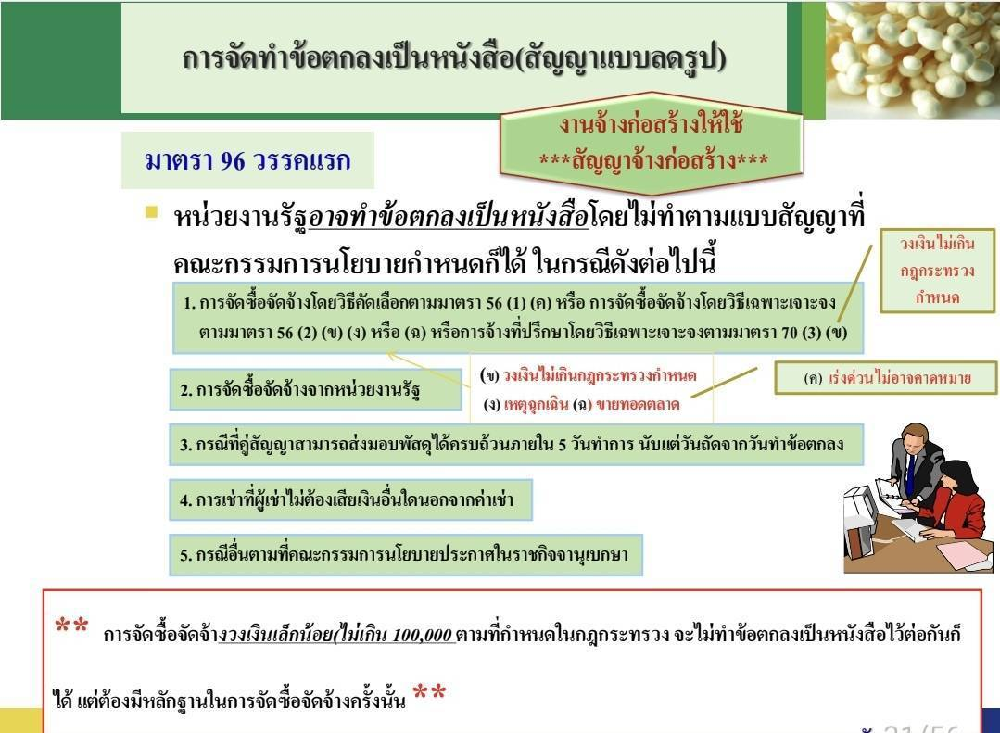 การจัดทำข้อตกลงเป็นหนังสือ(สัญญาแบบลดรูป)
งานจ้างก่อสร้างให้ใช้
***สัญญาจ้างก่อสร้าง***
มาตรา 96 วรรคแรก
หน่วยงานรัฐอาจทำข้อตกลงเป็นหนังสือโดยไม่ทำตามแบบสัญญาที่
คณะกรรมการนโยบายกำหนดก็ได้ ในกรณีดังต่อไปนี้
วงเงินไม่เกิน
กฎกระทรวง
กำหนด
1. การจัดซื้อจัดจ้างโดยวิธีคัดเลือกตามมาตรา 56 (1) (ค) หรือ การจัดซื้อจัดจ้างโดยวิธีเฉพาะเจาะจง
ตามมาตรา 56 (2) (ข) (ง) หรือ (ฉ) หรือการจ้างที่ปรึกษาโดยวิธีเฉพาะเจาะจงตามมาตรา 70 (3) (ข)
(ข) วงเงินไม่เกินกฎกระทรวงกำหนด
(ง) เหตุฉุกเฉิน (ฉ) ขายทอดตลาด
(ค) เร่งด่วนไม่อาจคาดหมาย
2. การจัดซื้อจัดจ้างจากหน่วยงานรัฐ
3. กรณีที่คู่สัญญาสามารถส่งมอบพัสดุได้ครบถ้วนภายใน 5 วันทำการ นับแต่วันถัดจากวันทำข้อตกลง
4. การเช่าที่ผู้เช่าไม่ต้องเสียเงินอื่นใดนอกจากค่าเช่า
5. กรณีอื่นตามที่คณะกรรมการนโยบายประกาศในราชกิจจานุเบกษา
** การจัดซื้อจัดจ้างวงเงินเล็กน้อย(ไม่เกิน 100,000 ตามที่กำหนดในกฎกระทรวง จะไม่ทำข้อตกลงเป็นหนังสือไว้ต่อกันก็
ได้ แต่ต้องมีหลักฐานในการจัดซื้อจัดจ้างครั้งนั้น **